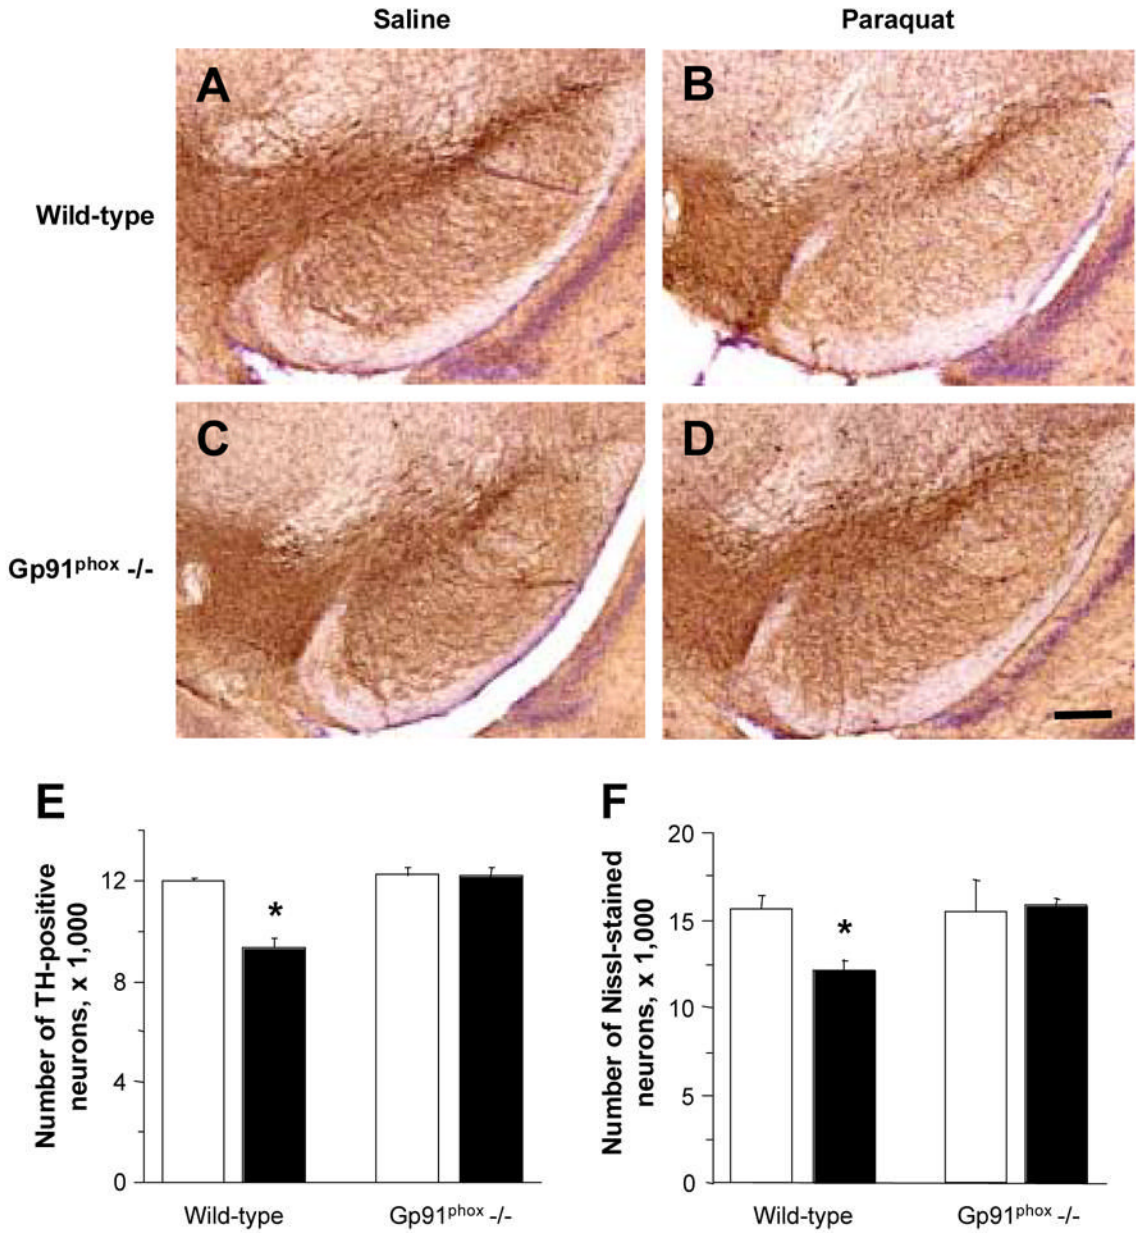 Saline
Paraquat
A
B
Wild-type
C
D
Gp91phox -/-
E
Number of TH-positive
neurons, x 1,000
12
8
4
0
*
Wild-type
Gp91phox -/-
F
Number of Nissl-stained
neurons, x 1,000
20
15
10
5
0
*
Wild-type
Gp91phox -/-